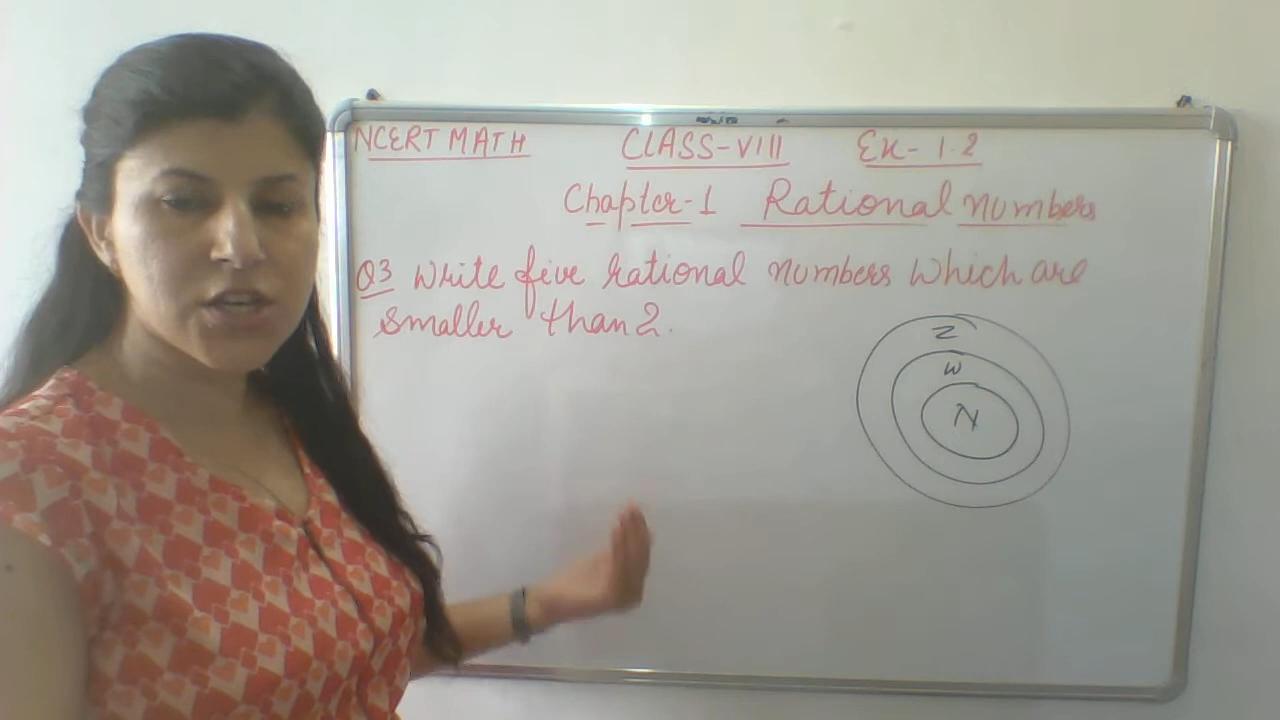 NCERT MATH CLASS-VIII Ex-1.2
Chapter-1 Rational numbers
Q3 Write five rational numbers which are
smaller than 2.
Z
W
N